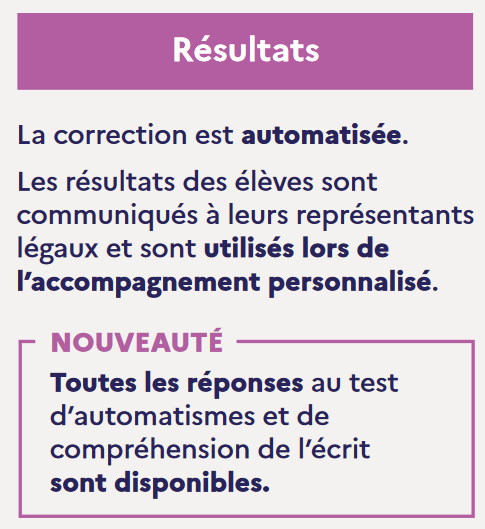 Résultats
La correction est automatisée.
Les résultats des élèves sont
communiqués à leurs représentants
légaux et sont utilisés lors de
l’accompagnement personnalisé.
NOUVEAUTÉ
Toutes les réponses au test
d’automatismes et de
compréhension de l’écrit
sont disponibles.